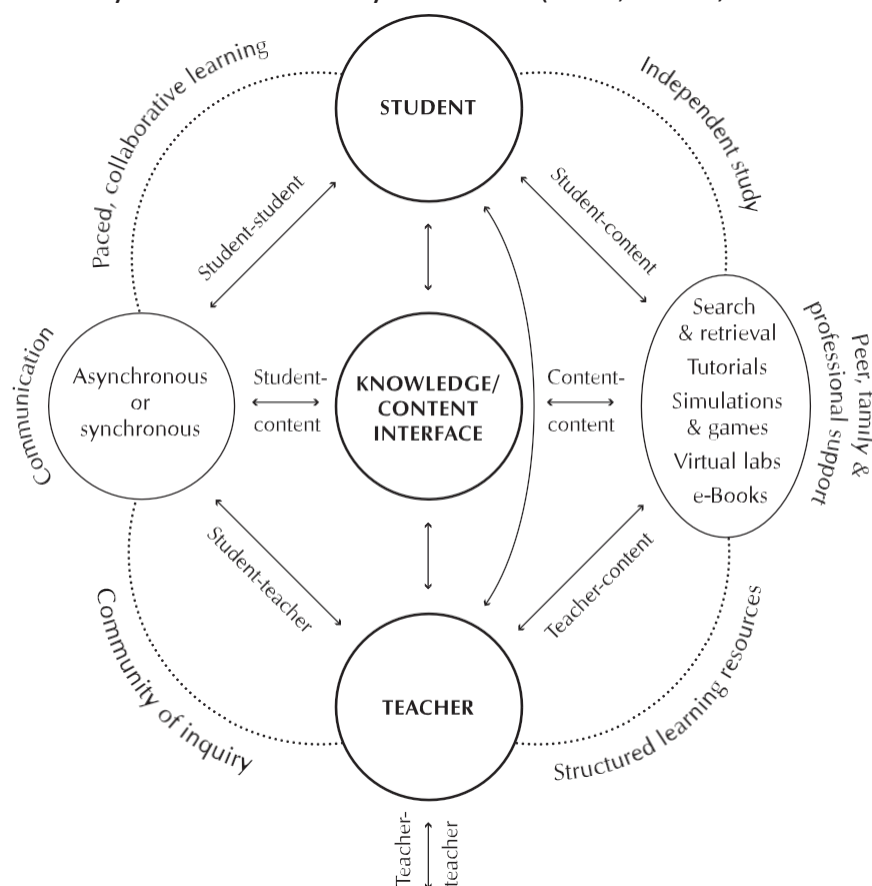 STUDENT
Paced, collaborative learning
Independent study
Student-student
Student-content
Communication
Asynchronous
or
synchronous
Student-
content
KNOWLEDGE/
CONTENT
INTERFACE
Content-
content
Search
& retrieval
Tutorials
Simulations
& games
Virtual labs
e-Books
Peer, family &
professional support
Student-teacher
Teacher-content
Community of inquiry
TEACHER
Structured learning resources
Teacher-
teacher